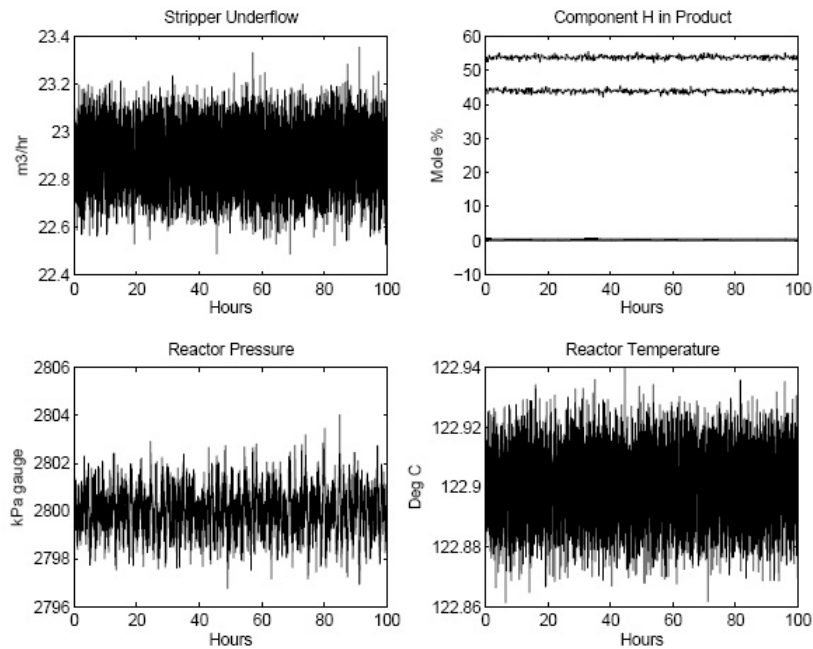 Stripper Underflow
23.4
23.2
23
22.8
22.6
22.4
m3/hr
0 20 40 60 80 100
Hours
Component H in Product
60
50
40
30
20
10
0
−10
Mole %
0 20 40 60 80 100
Hours
Reactor Pressure
2806
2804
2802
2800
2798
2796
kPa gauge
0 20 40 60 80 100
Hours
Reactor Temperature
122.94
122.92
122.9
122.88
122.86
Deg C
0 20 40 60 80 100
Hours